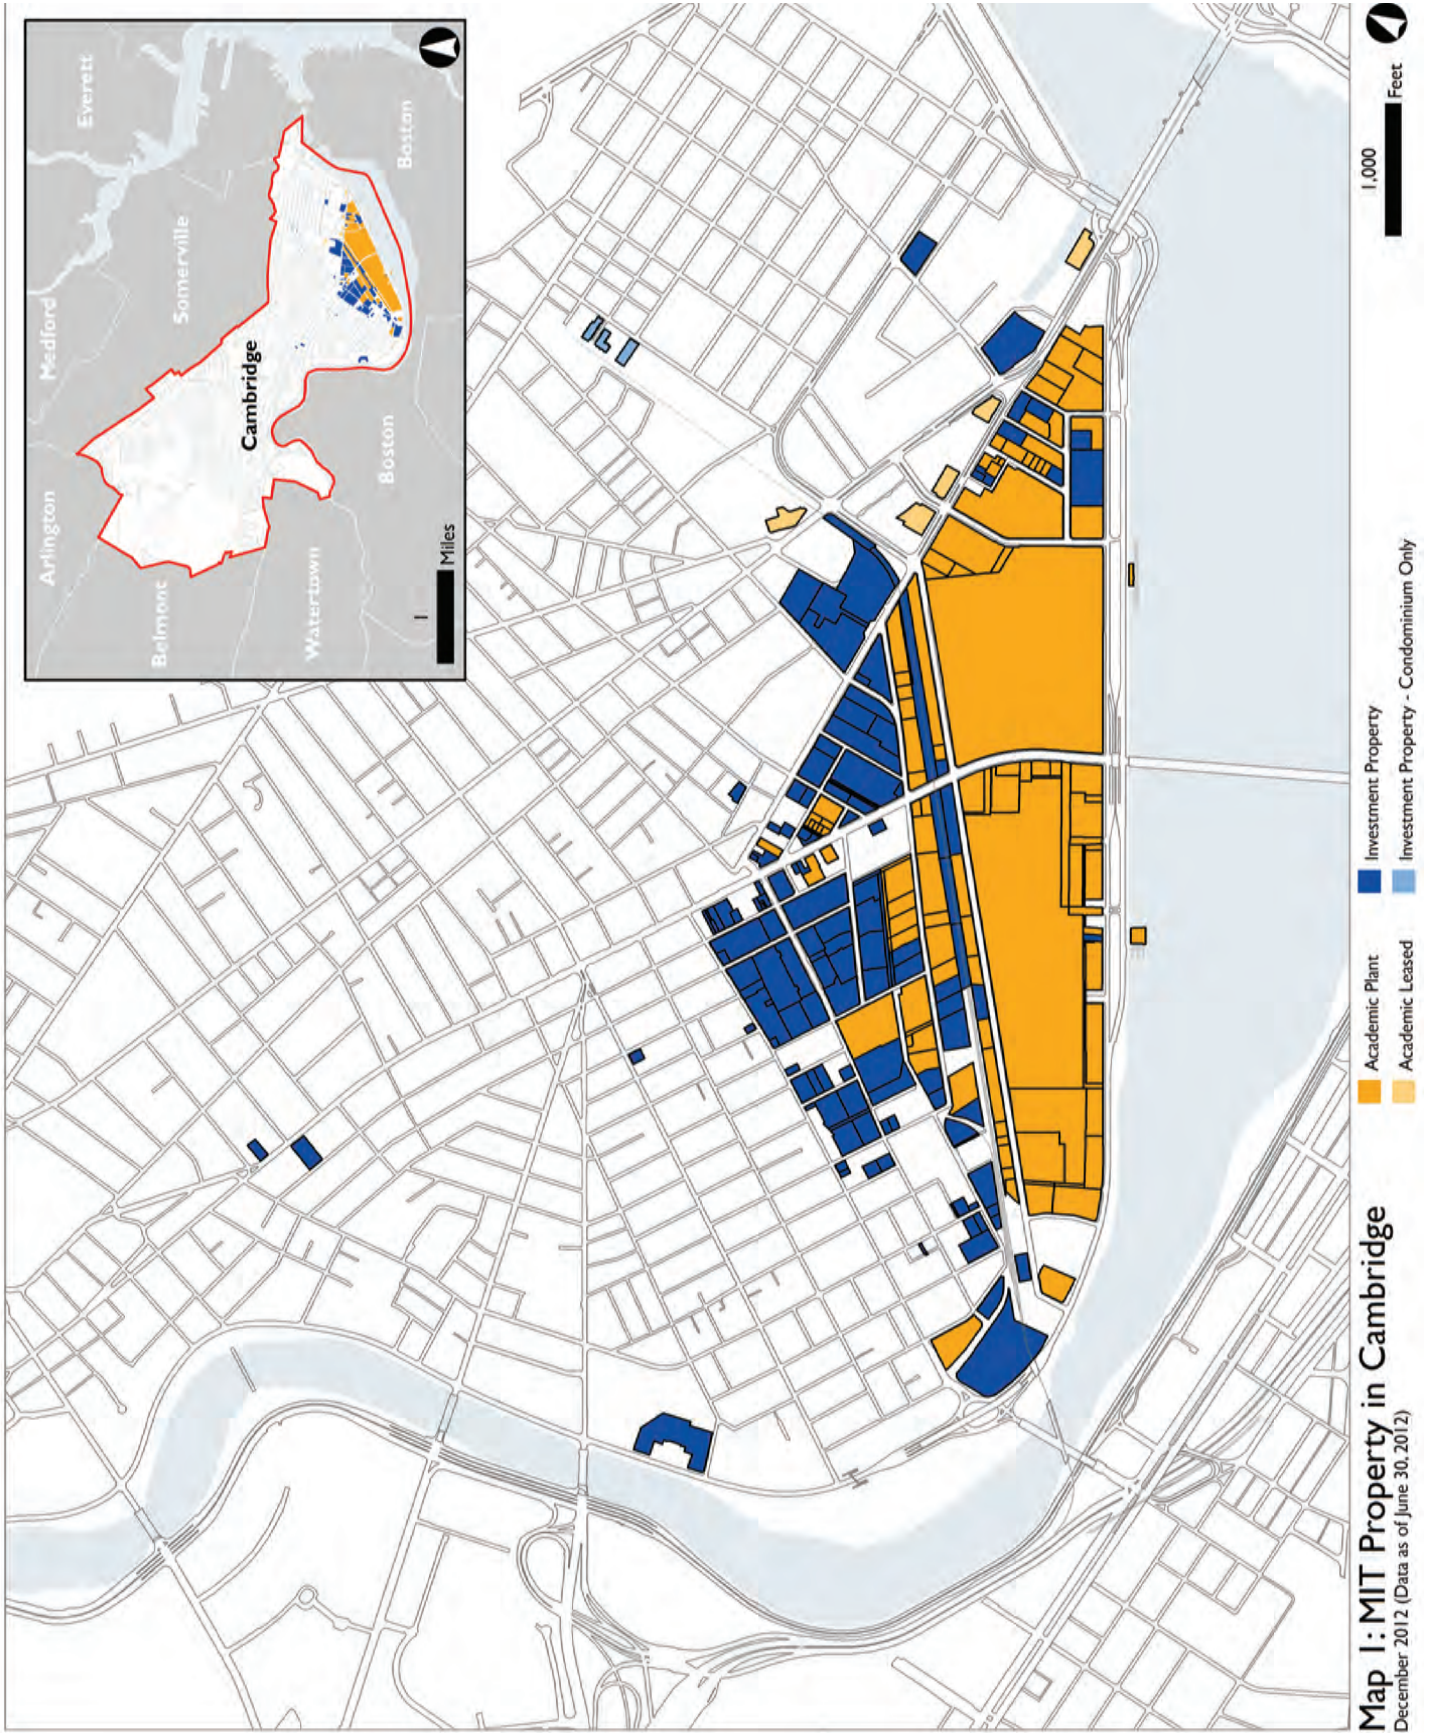 Everett
Medford
Somerville
Boston
Arlington
Cambridge
Belmont
Watertown
Boston
1
Miles
Map 1: MIT Property in Cambridge
December 2012 (Data as of June 30, 2012)
Academic Plant
Academic Leased
Investment Property
Investment Property - Condominium Only
1,000
Feet